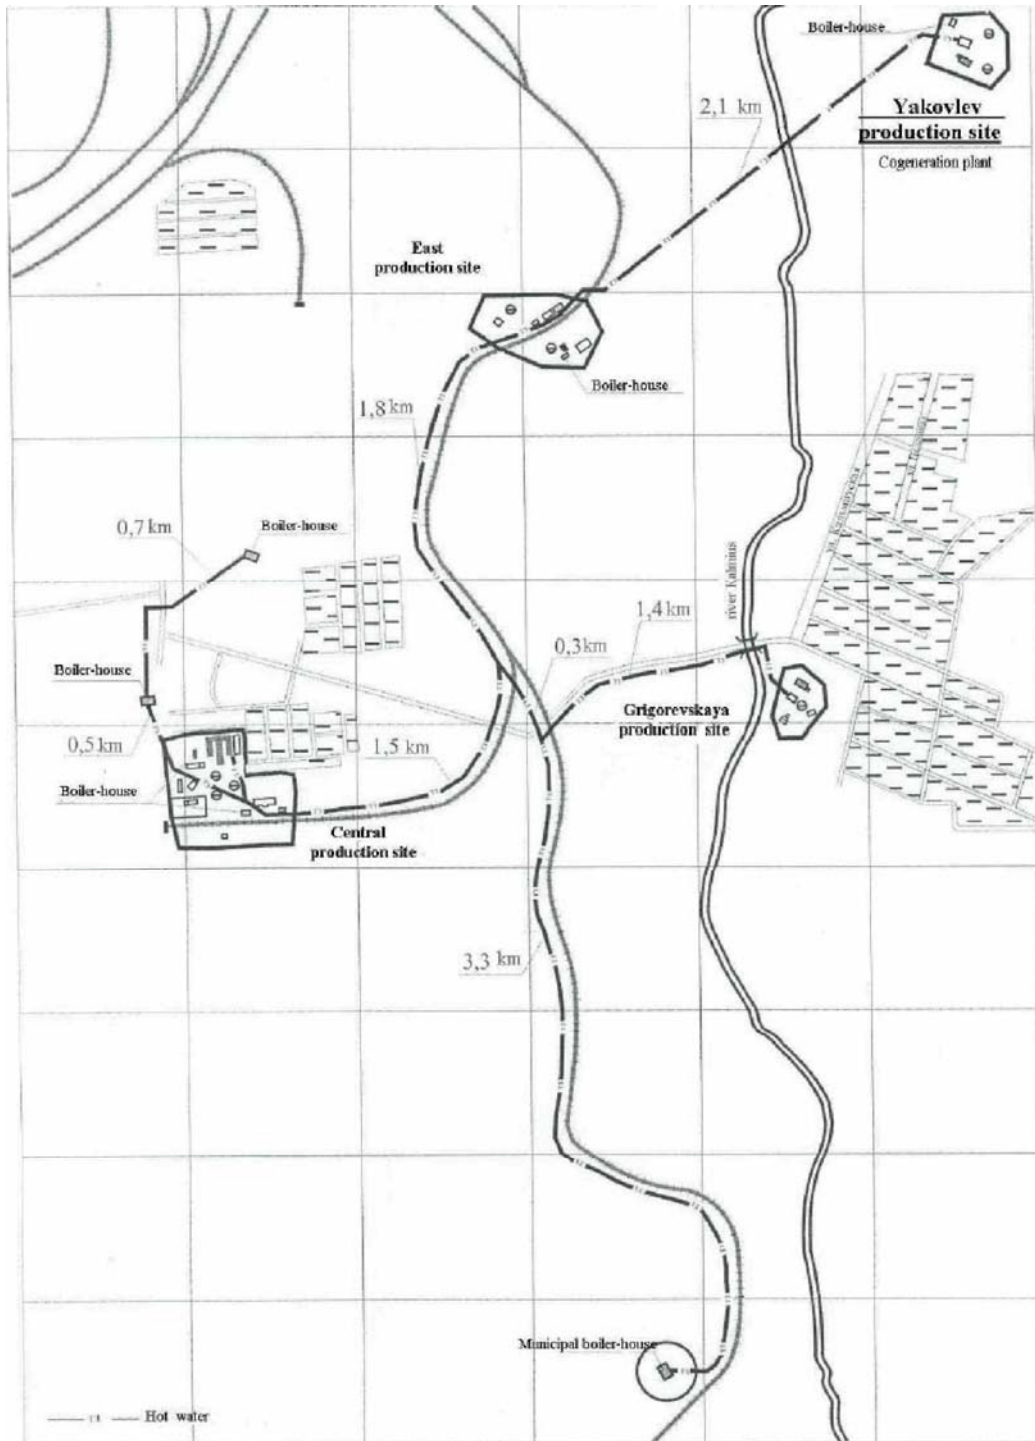 Boiler-house
Yakovlev
production site
Cogeneration plant
2,1 km
East
production site
Boiler-house
1,8 km
0,7 km
Boiler-house
river Kalmius
1,4 km
0,3 km
Boiler-house
Grigorevskaya
production site
0,5 km
1,5 km
Boiler-house
Central
production site
3,3 km
Municipal boiler-house
Hot water